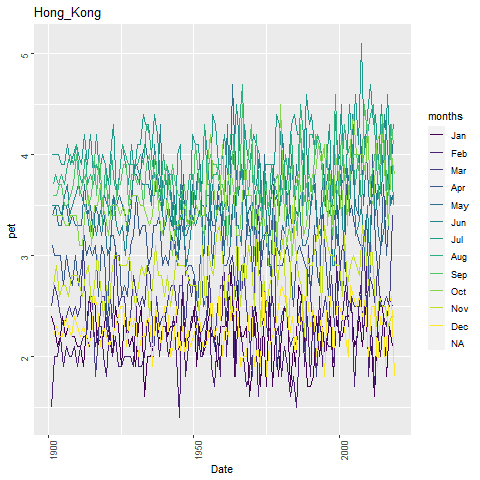 Hong_Kong
pet
5
4
3
2
1900
1950
2000
Date
months
Jan
Feb
Mar
Apr
May
Jun
Jul
Aug
Sep
Oct
Nov
Dec
NA